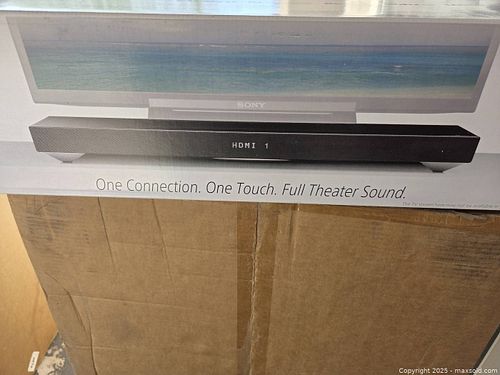 SONY
HDMI 1
One Connection. One Touch. Full Theater Sound.
Copyright 2025 - maxsold.com